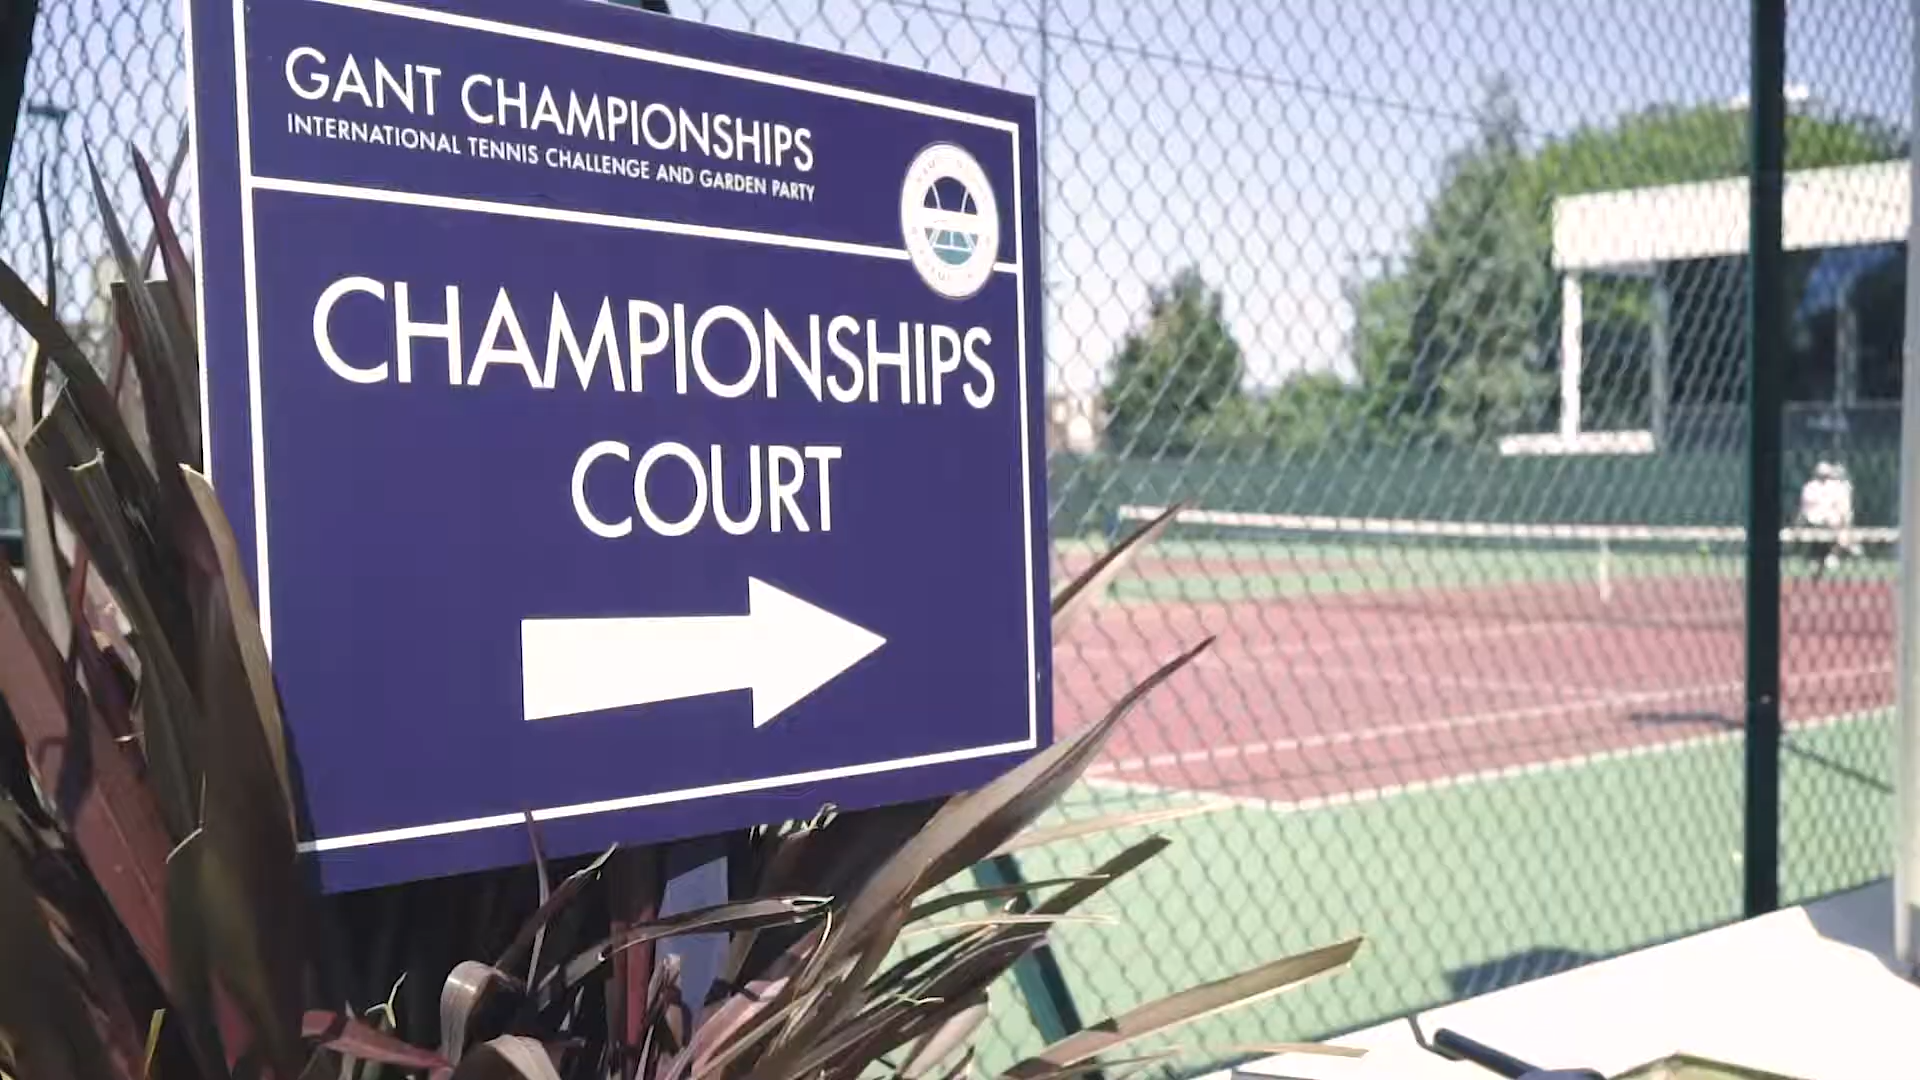 GANT CHAMPIONSHIPS
INTERNATIONAL TENNIS CHALLENGE AND GARDEN PARTY
CHAMPIONSHIPS
COURT